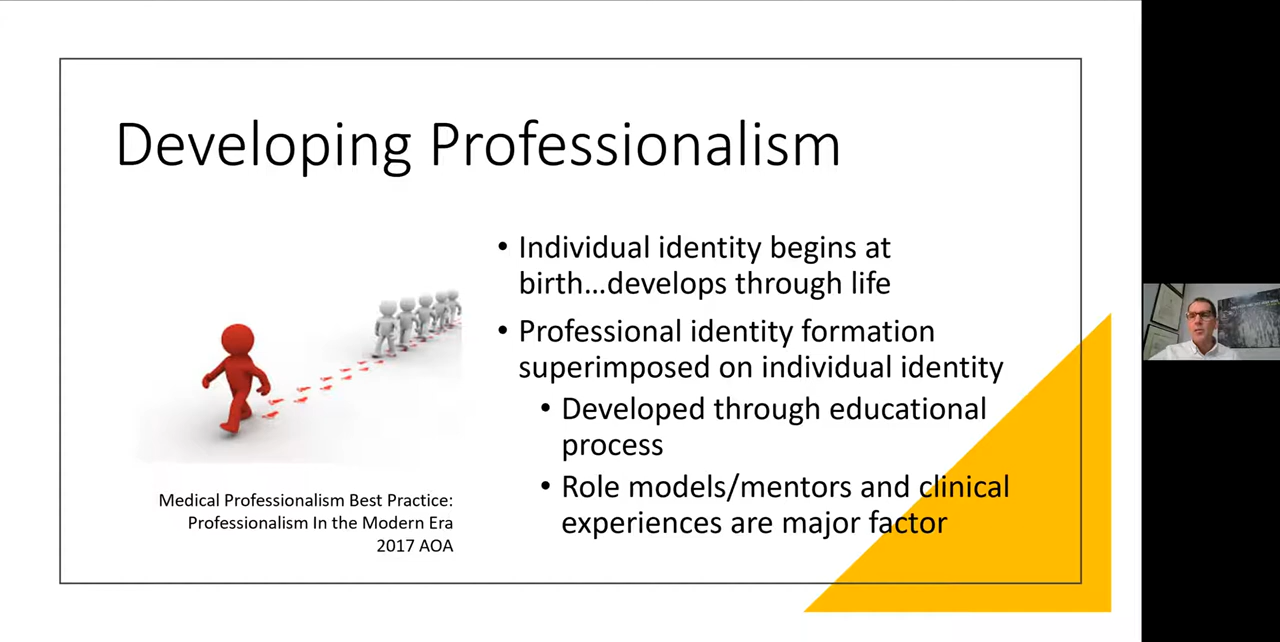 Developing Professionalism
• Individual identity begins at
birth...develops through life
• Professional identity formation
superimposed on individual identity
• Developed through educational
process
• Role models/mentors and clinical
experiences are major factor
Medical Professionalism Best Practice:
Professionalism In the Modern Era
2017 AOA